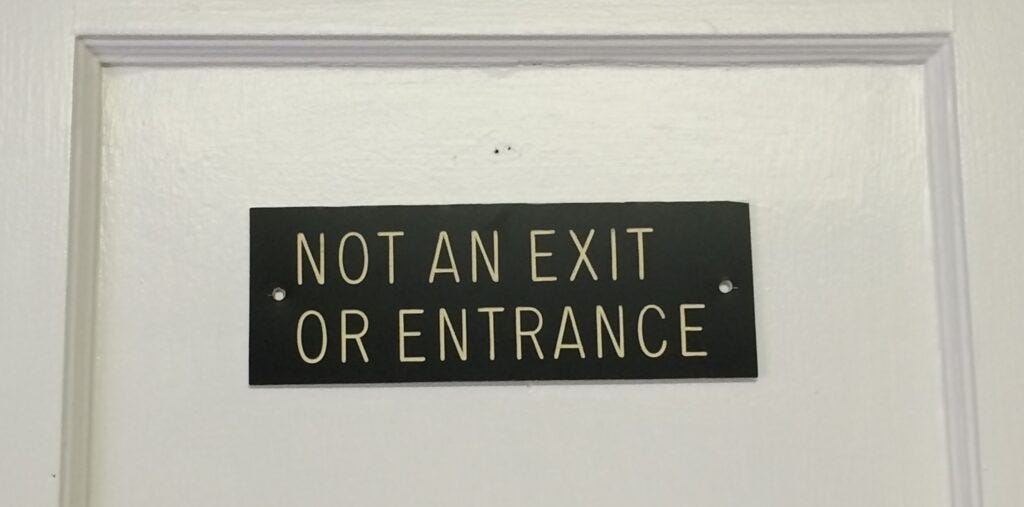 NOT AN EXIT
OR ENTRANCE